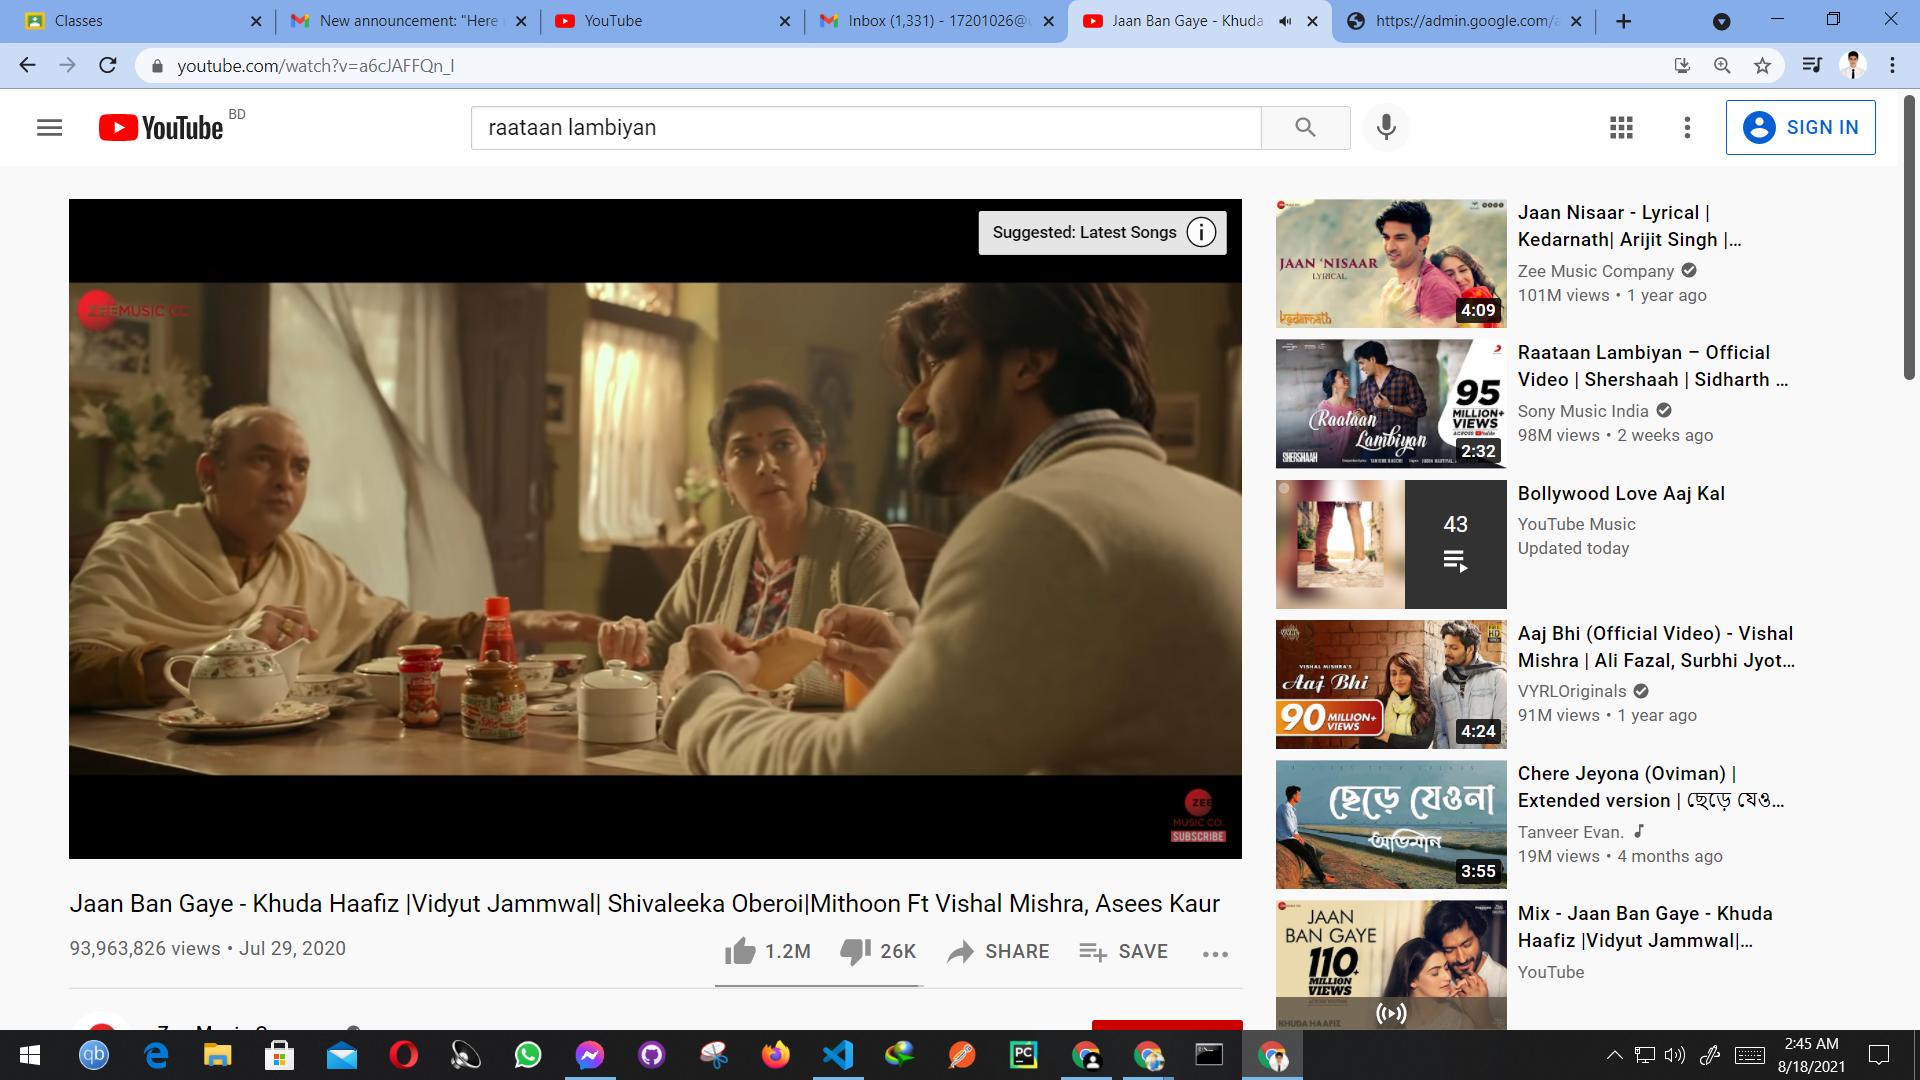 Classes
New announcement: "Here
YouTube
Inbox (1,331) - 17201026@
Jaan Ban Gaye - Khuda
https://admin.google.com/
youtube.com/watch?v=a6cJAFFQn_I
YouTube BD
raataan lambiyan
SIGN IN
Suggested: Latest Songs
ZEE MUSIC CO.
ZEE
MUSIC CO.
SUBSCRIBE
Jaan Ban Gaye - Khuda Haafiz |Vidyut Jammwal| Shivaleeka Oberoi|Mithoon Ft Vishal Mishra, Asees Kaur
93,963,826 views • Jul 29, 2020
1.2M 26K SHARE SAVE
JAAN 'NISAAR
LYRICAL
kedarnath
4:09
Jaan Nisaar - Lyrical |
Kedarnath| Arijit Singh |...
Zee Music Company
101M views • 1 year ago
Raataan
Lambiyan
SHERSHAAH
95
MILLION+
VIEWS
ACROSS YouTube
2:32
Raataan Lambiyan – Official
Video | Shershaah | Sidharth ...
Sony Music India
98M views • 2 weeks ago
43
Bollywood Love Aaj Kal
YouTube Music
Updated today
VISHAL MISHRA'S
Aaj Bhi
90 MILLION+
VIEWS
HD
4:24
Aaj Bhi (Official Video) - Vishal
Mishra | Ali Fazal, Surbhi Jyot...
VYRLOriginals
91M views • 1 year ago
ছেড়ে যেওনা
অভিমান
3:55
Chere Jeyona (Oviman) |
Extended version | ছেড়ে যেও...
Tanveer Evan.
19M views • 4 months ago
JAAN
BAN GAYE
110+
MILLION
VIEWS
KHUDA HAAFIZ
Mix - Jaan Ban Gaye - Khuda
Haafiz |Vidyut Jammwal|...
YouTube
qb
PC
2:45 AM
8/18/2021